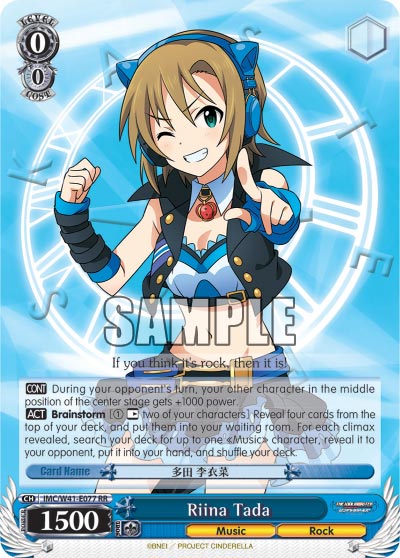 LEVEL
0
0
COST
SAMPLE
If you think it's rock, then it is!
CONT During your opponent's turn, your other character in the middle
position of the center stage gets +1000 power.
ACT Brainstorm [① two of your characters] Reveal four cards from the
top of your deck, and put them into your waiting room. For each climax
revealed, search your deck for up to one «Music» character, reveal it to
your opponent, put it into your hand, and shuffle your deck.
Card Name
多田 李衣菜
CH IMC/W41-E077 RR
1500
Riina Tada
Music
Rock
©BNEI / PROJECT CINDERELLA